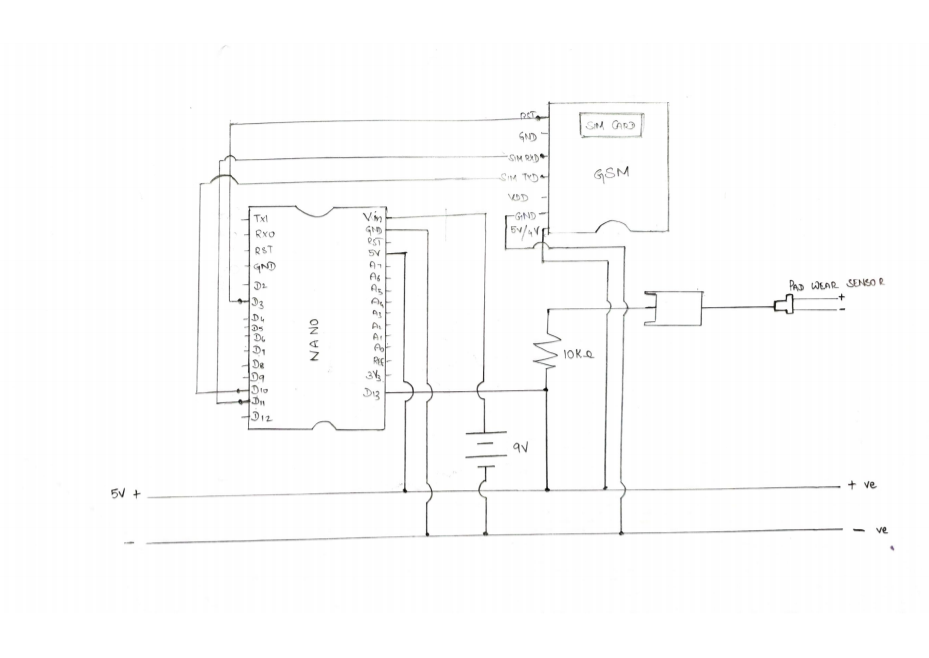 SIM CARD
GSM
RST
GND
SIM RXD
SIM TXD
VDD
GND
5V/4V
TX1
RX0
RST
GND
D2
D3
D4
D5
D6
D7
D8
D9
D10
D11
D12
NANO
Vin
GND
RST
5V
A7
A6
A5
A4
A3
A2
A1
A0
3V3
D13
PAD WEAR SENSOR
+
-
10KΩ
9V
5V +
+ ve
-
- ve